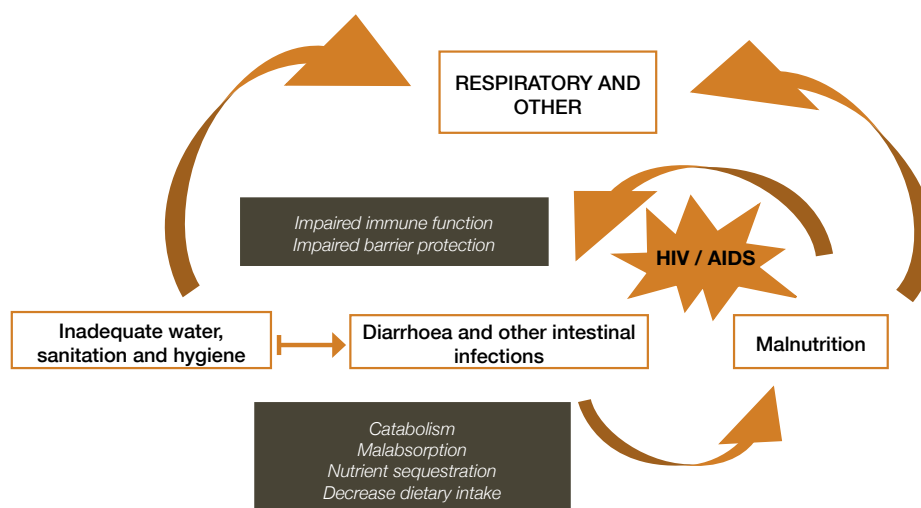 RESPIRATORY AND
OTHER
Impaired immune function
Impaired barrier protection
HIV / AIDS
Inadequate water,
sanitation and hygiene
Diarrhoea and other intestinal
infections
Malnutrition
Catabolism
Malabsorption
Nutrient sequestration
Decrease dietary intake